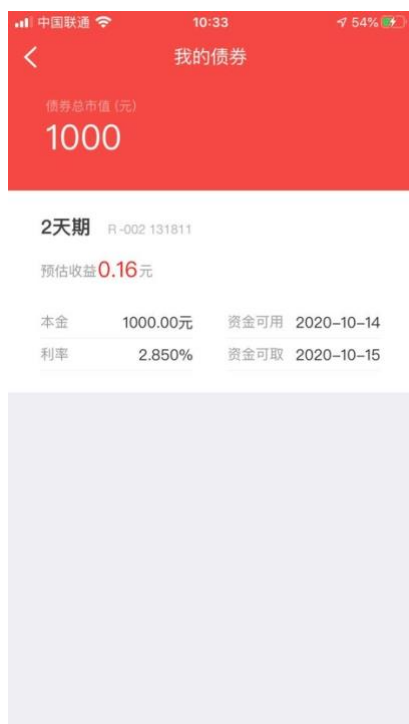 中国联通 10:33 54%
我的债券
债券总市值 (元)
1000
2天期 R-002 131811
预估收益0.16元
本金 1000.00元 资金可用 2020-10-14
利率 2.850% 资金可取 2020-10-15